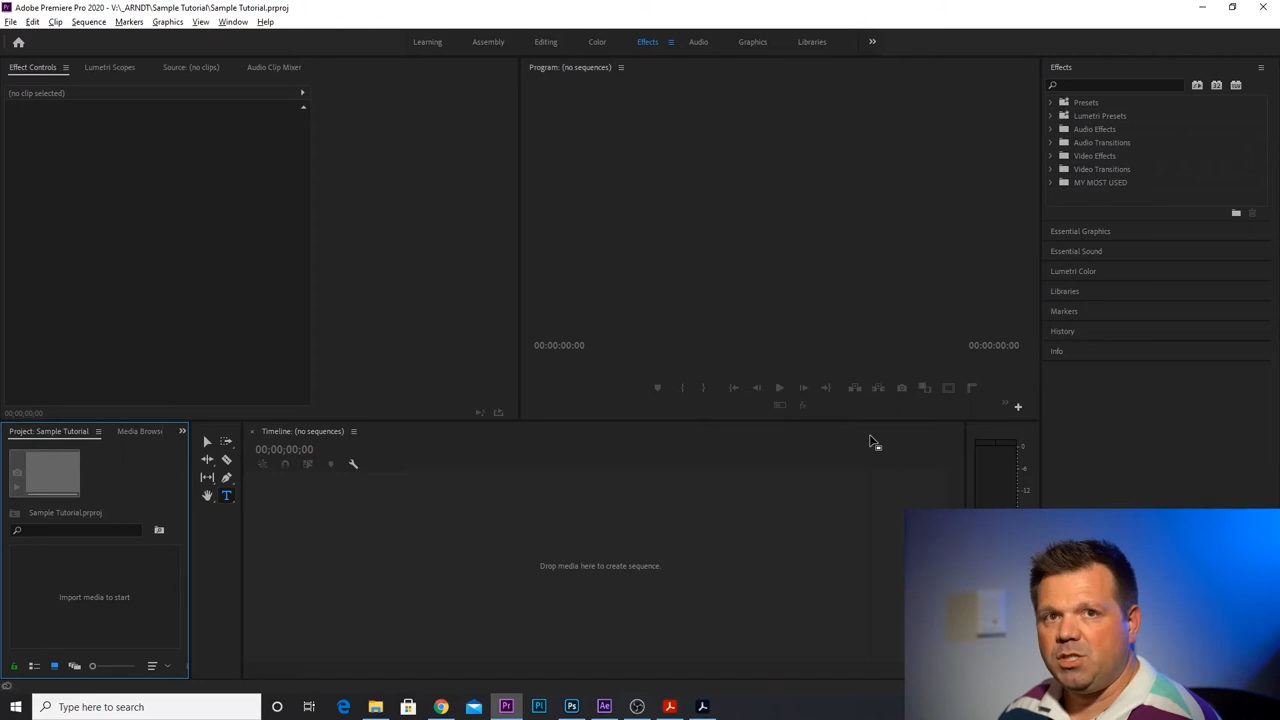 Adobe Premiere Pro 2020 - V:\_ARNDT\Sample Tutorial\Sample Tutorial.prproj
File Edit Clip Sequence Markers Graphics View Window Help
Learning Assembly Editing Color Effects Audio Graphics Libraries
Effect Controls Lumetri Scopes Source: (no clips) Audio Clip Mixer
(no clip selected)
00;00;00;00
Program: (no sequences)
00:00:00:00 00:00:00:00
Effects
Presets
Lumetri Presets
Audio Effects
Audio Transitions
Video Effects
Video Transitions
MY MOST USED
Essential Graphics
Essential Sound
Lumetri Color
Libraries
Markers
History
Info
Project: Sample Tutorial Media Brows
Sample Tutorial.prproj
Import media to start
Timeline: (no sequences)
00;00;00;00
Drop media here to create sequence.
0
-6
-12
Type here to search